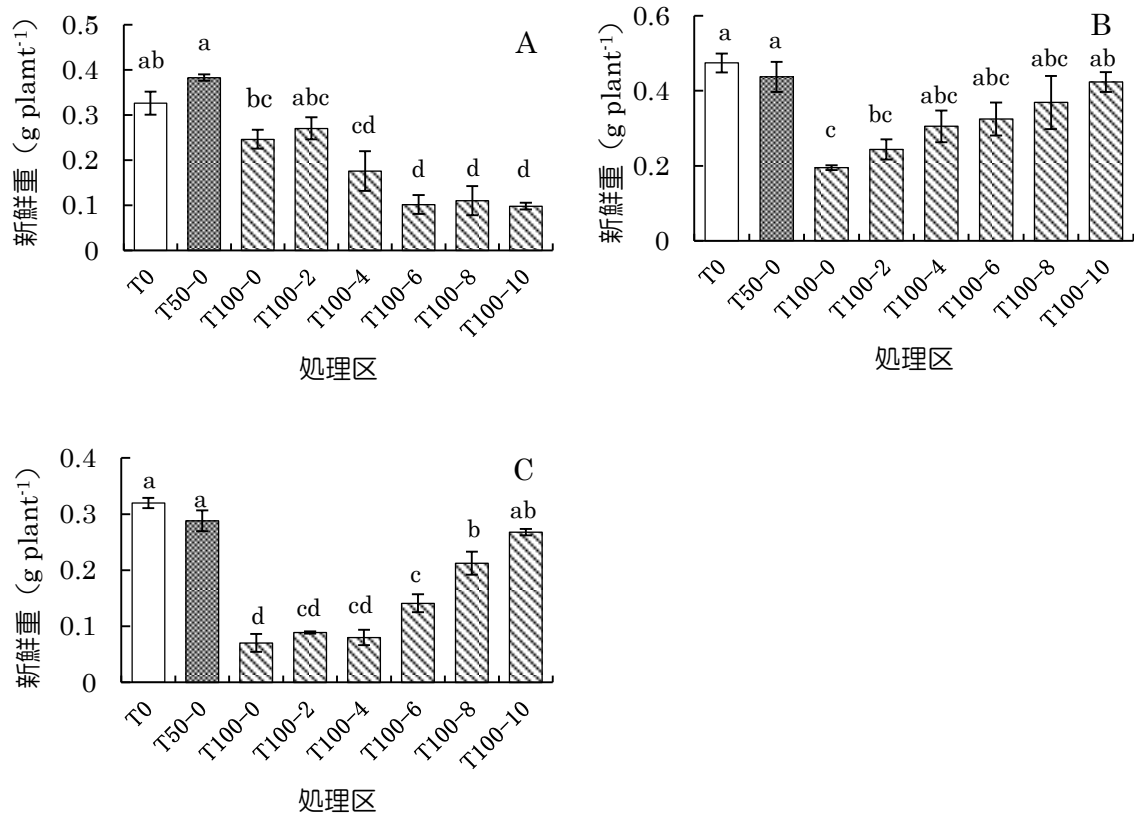 A
新鮮重（g plamt⁻¹）
0.5
0.4
0.3
0.2
0.1
0
ab
a
bc
abc
cd
d
d
d
T0
T50-0
T100-0
T100-2
T100-4
T100-6
T100-8
T100-10
処理区
B
新鮮重（g plant⁻¹）
0.6
0.4
0.2
0
a
a
c
bc
abc
abc
abc
ab
T0
T50-0
T100-0
T100-2
T100-4
T100-6
T100-8
T100-10
処理区
C
新鮮重（g plant⁻¹）
0.4
0.3
0.2
0.1
0
a
a
d
cd
cd
c
b
ab
T0
T50-0
T100-0
T100-2
T100-4
T100-6
T100-8
T100-10
処理区